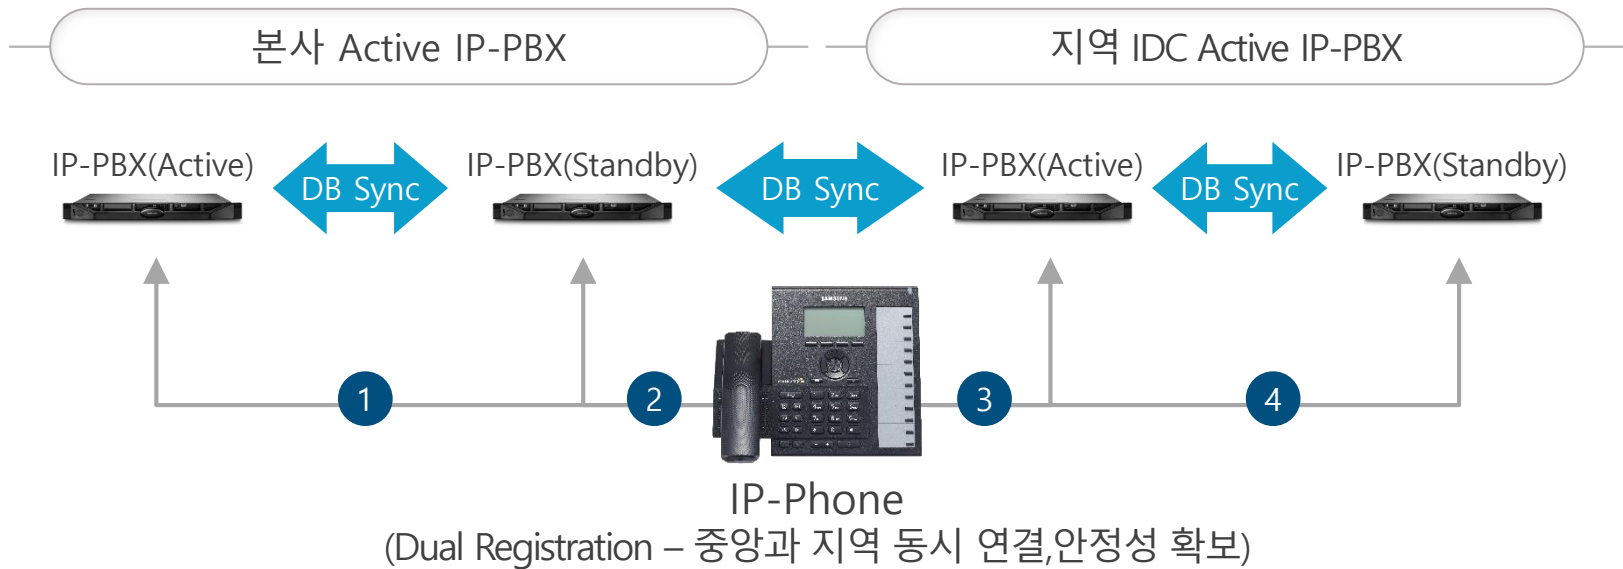 본사 Active IP-PBX
지역 IDC Active IP-PBX
IP-PBX(Active)
DB Sync
IP-PBX(Standby)
DB Sync
IP-PBX(Active)
DB Sync
IP-PBX(Standby)
SAMSUNG
1
2
3
4
IP-Phone
(Dual Registration – 중앙과 지역 동시 연결,안정성 확보)